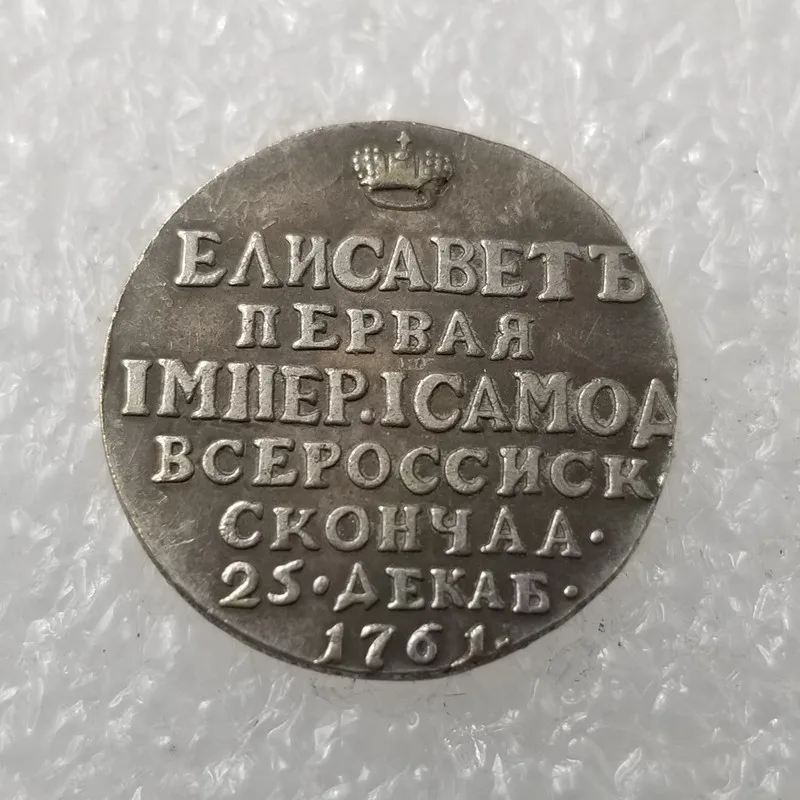 ЕЛИСАВЕТЪ
ПЕРВАЯ
IМПЕР.IСАМОД
ВСЕРОССИСК.
СКОНЧАА·
25·ДЕКАБ·
1761.